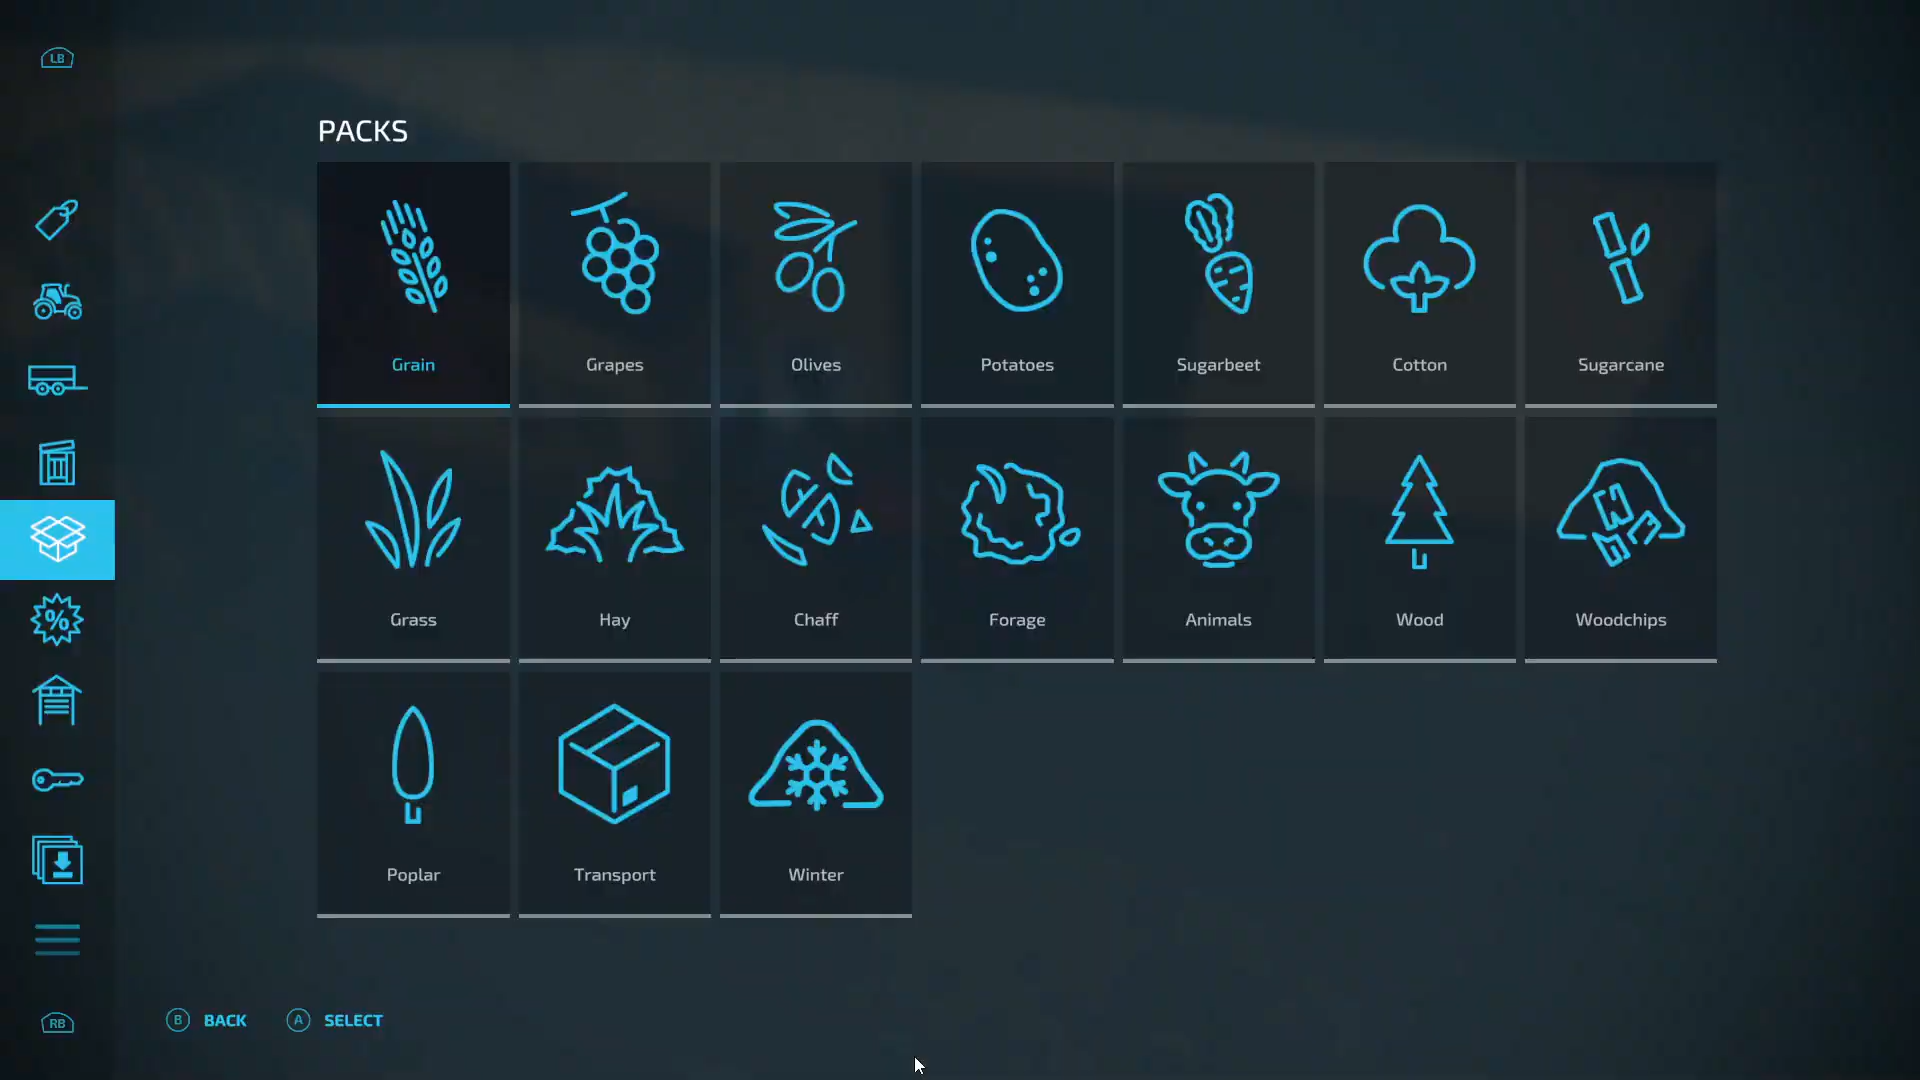 LB
PACKS
Grain
Grapes
Olives
Potatoes
Sugarbeet
Cotton
Sugarcane
Grass
Hay
Chaff
Forage
Animals
Wood
Woodchips
%
Poplar
Transport
Winter
RB
B BACK
A SELECT